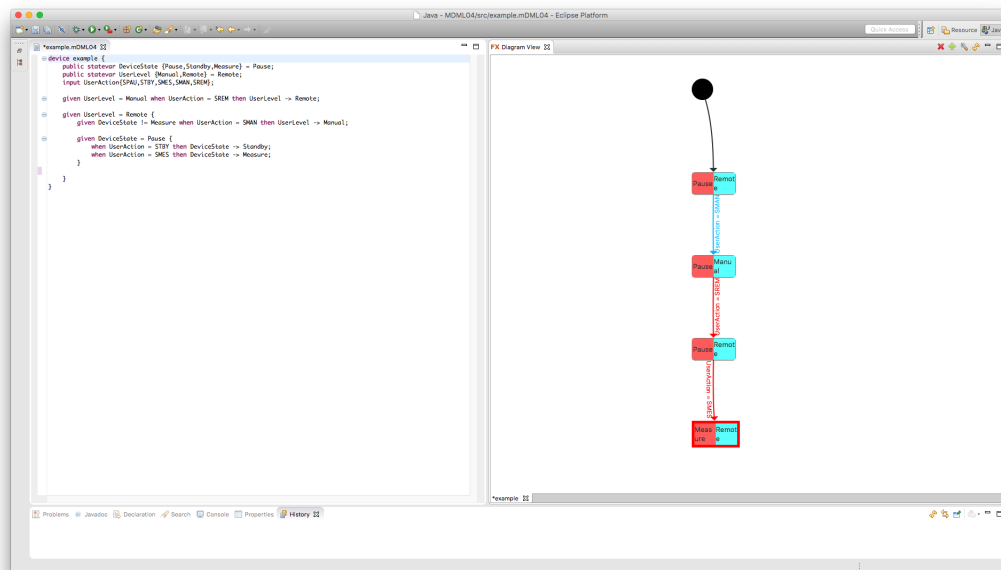 Java - MDML04/src/example.mDML04 - Eclipse Platform
Quick Access
Resource
Jav
*example.mDML04
device example {
public statevar DeviceState {Pause,Standby,Measure} = Pause;
public statevar UserLevel {Manual,Remote} = Remote;
input UserAction{SPAU,STBY,SMES,SMAN,SREM};
given UserLevel = Manual when UserAction = SREM then UserLevel -> Remote;
given UserLevel = Remote {
given DeviceState != Measure when UserAction = SMAN then UserLevel -> Manual;
given DeviceState = Pause {
when UserAction = STBY then DeviceState -> Standby;
when UserAction = SMES then DeviceState -> Measure;
}
}
}
FX Diagram View
Pause
Remot
e
UserAction = SMAN
Pause
Manu
al
UserAction = SREM
Pause
Remot
e
UserAction = SMES
Meas
ure
Remot
e
*example
Problems
@ Javadoc
Declaration
Search
Console
Properties
History